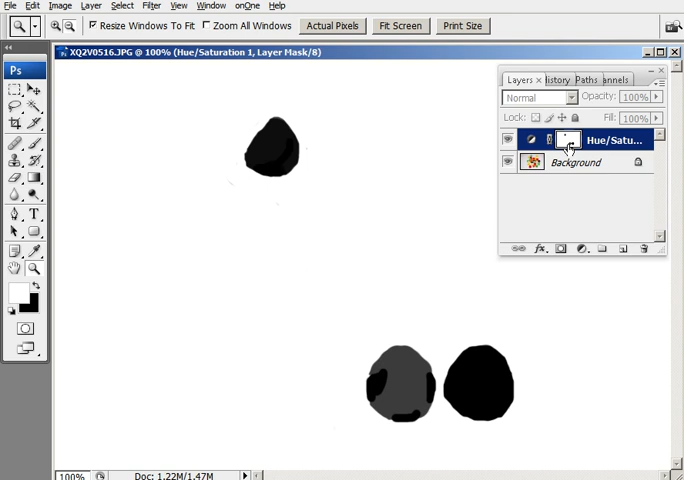 File Edit Image Layer Select Filter View Window onOne Help
Resize Windows To Fit Zoom All Windows Actual Pixels Fit Screen Print Size
XQ2V0516.JPG @ 100% (Hue/Saturation 1, Layer Mask/8)
Ps
Layers × istory Paths annels
Normal Opacity: 100%
Lock: Fill: 100%
Hue/Satu...
Background
fx
T
100% Doc: 1.22M/1.47M